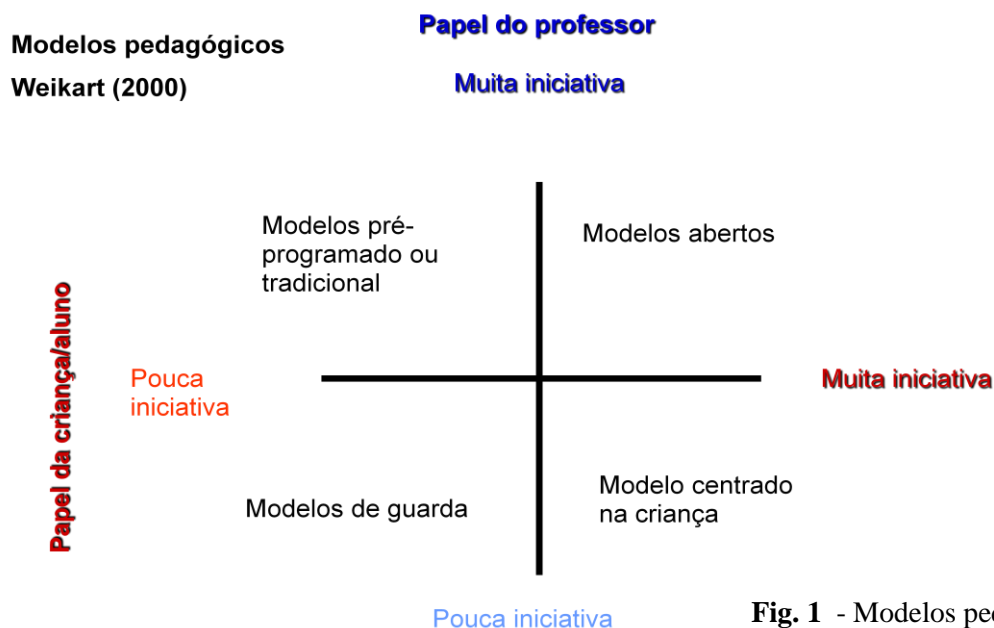 Modelos pedagógicos
Weikart (2000)
Papel do professor
Muita iniciativa
Modelos pré-
programado ou
tradicional
Modelos abertos
Papel da criança/aluno
Pouca
iniciativa
Muita iniciativa
Modelos de guarda
Modelo centrado
na criança
Pouca iniciativa
Fig. 1 - Modelos